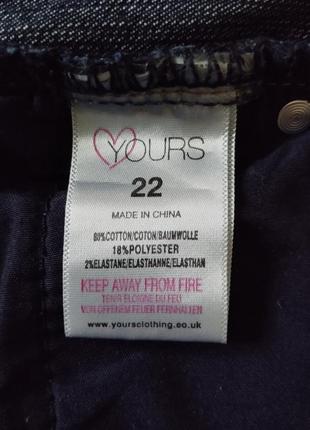 YOURS
22
MADE IN CHINA
80%COTTON/COTON/BAUMWOLLE
18%POLYESTER
2%ELASTANE/ELASTHANNE/ELASTHAN
KEEP AWAY FROM FIRE
TENIR ELOIGNE DU FEU
VON OFFENEM FEUER FERNHALTEN
www.yoursclothing.co.uk